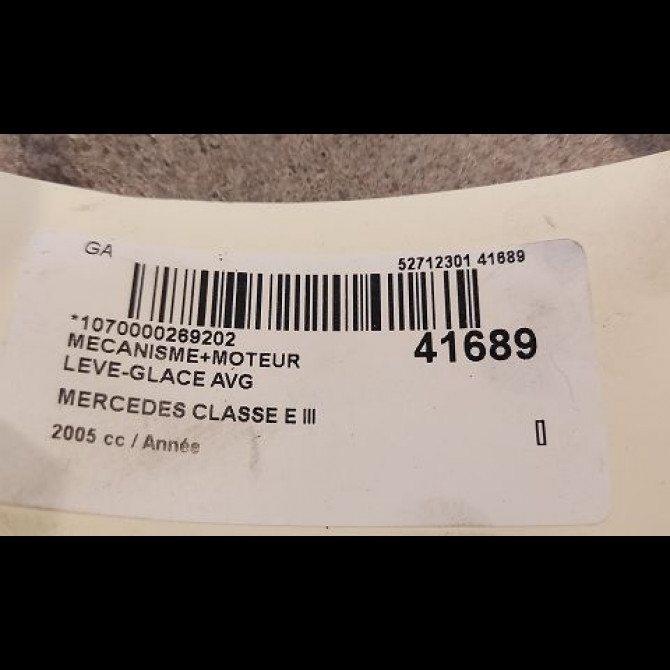 GA
52712301 41689
*1070000269202
41689
MECANISME+MOTEUR
LEVE-GLACE AVG
MERCEDES CLASSE E III
2005 cc / Année